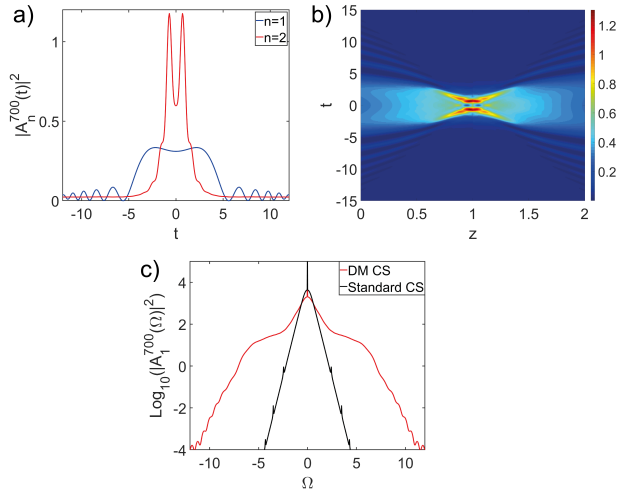 a)
|A_n^700(t)|^2
1
0.5
0
n=1
n=2
-10 -5 0 5 10
t
b)
t
15
10
5
0
-5
-10
-15
0 0.5 1 1.5 2
z
1.2
1
0.8
0.6
0.4
0.2
c)
Log_10(|A_1^700(Ω)|^2)
4
2
0
-2
-4
DM CS
Standard CS
-10 -5 0 5 10
Ω